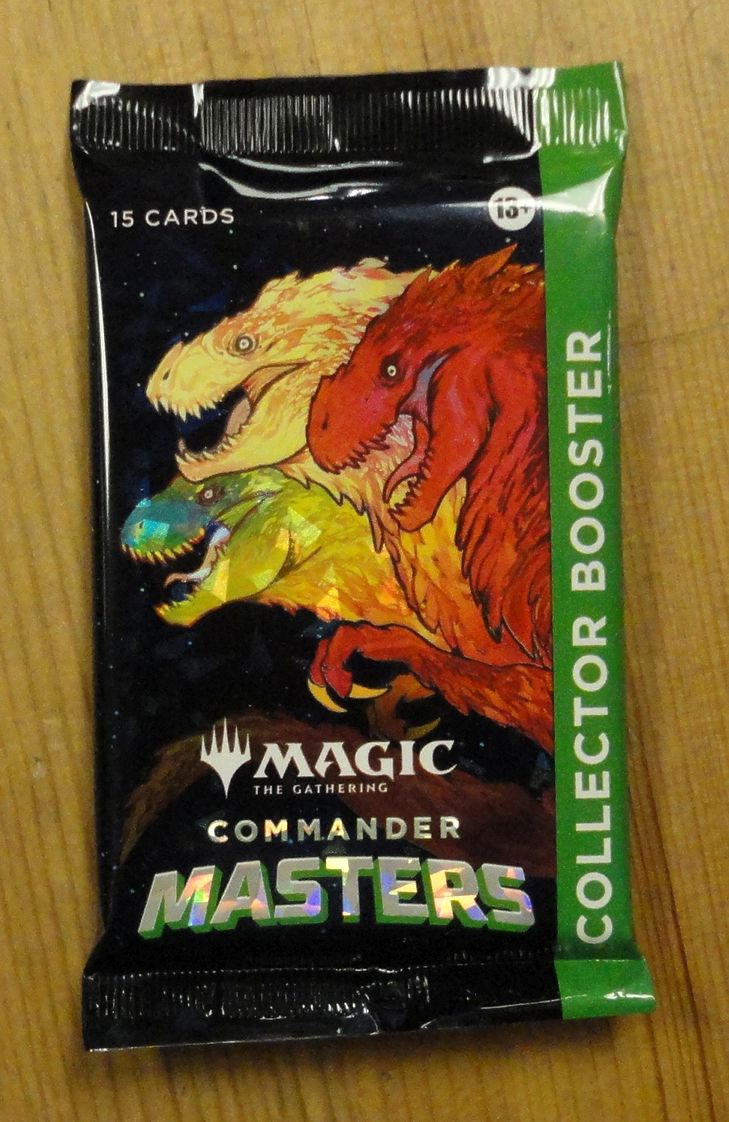 15 CARDS
13+
MAGIC
THE GATHERING
COMMANDER
MASTERS
COLLECTOR BOOSTER